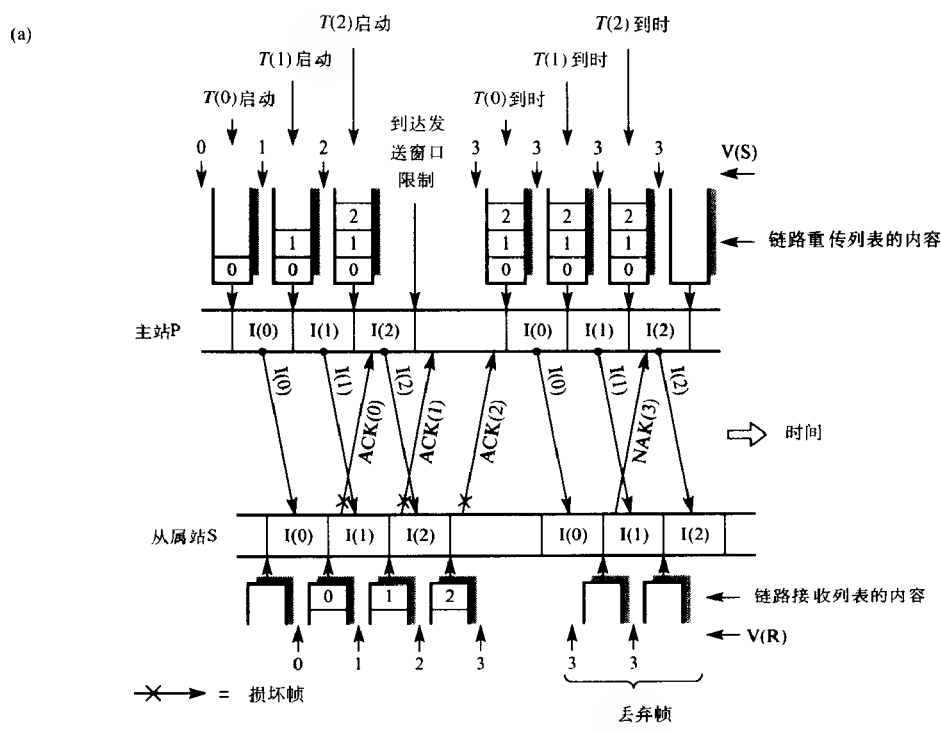 (a)
T(2)启动
T(2)到时
T(1)启动
T(1)到时
T(0)启动
T(0)到时
到达发
送窗口
限制
0
1
2
3
3
3
3
V(S)
2
2
2
2
1
1
1
1
1
0
0
0
0
0
0
链路重传列表的内容
主站P
I(0)
I(1)
I(2)
I(0)
I(1)
I(2)
I(0)
I(1)
ACK(0)
I(2)
ACK(1)
ACK(2)
I(0)
I(1)
NAK(3)
I(2)
时间
从属站S
I(0)
I(1)
I(2)
I(0)
I(1)
I(2)
0
1
2
链路接收列表的内容
V(R)
0
1
2
3
3
3
= 损坏帧
丢弃帧